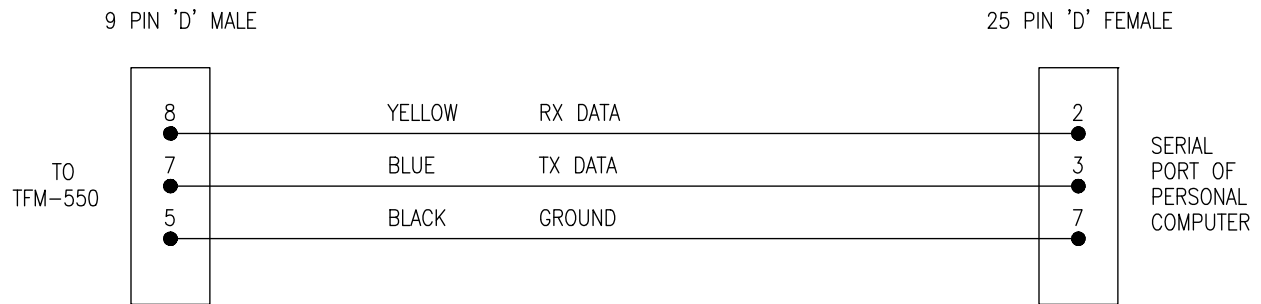 9 PIN 'D' MALE
25 PIN 'D' FEMALE
8 YELLOW RX DATA 2
7 BLUE TX DATA 3
5 BLACK GROUND 7
TO
TFM-550
SERIAL
PORT OF
PERSONAL
COMPUTER